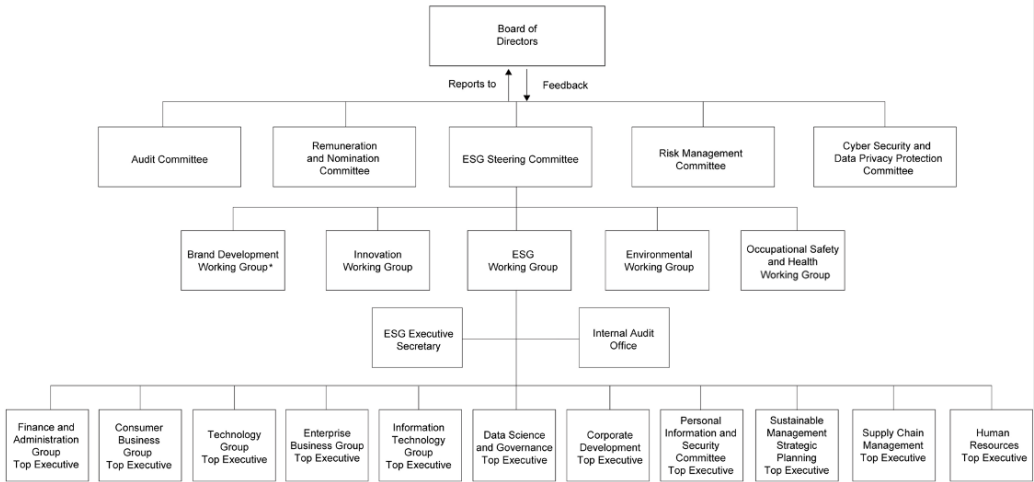 Board of
Directors
Reports to
Feedback
Audit Committee
Remuneration
and Nomination
Committee
ESG Steering Committee
Risk Management
Committee
Cyber Security and
Data Privacy Protection
Committee
Brand Development
Working Group*
Innovation
Working Group
ESG
Working Group
Environmental
Working Group
Occupational Safety
and Health
Working Group
ESG Executive
Secretary
Internal Audit
Office
Finance and
Administration
Group
Top Executive
Consumer
Business
Group
Top Executive
Technology
Group
Top Executive
Enterprise
Business Group
Top Executive
Information
Technology
Group
Top Executive
Data Science
and Governance
Top Executive
Corporate
Development
Top Executive
Personal
Information and
Security
Committee
Top Executive
Sustainable
Management
Strategic
Planning
Top Executive
Supply Chain
Management
Top Executive
Human
Resources
Top Executive